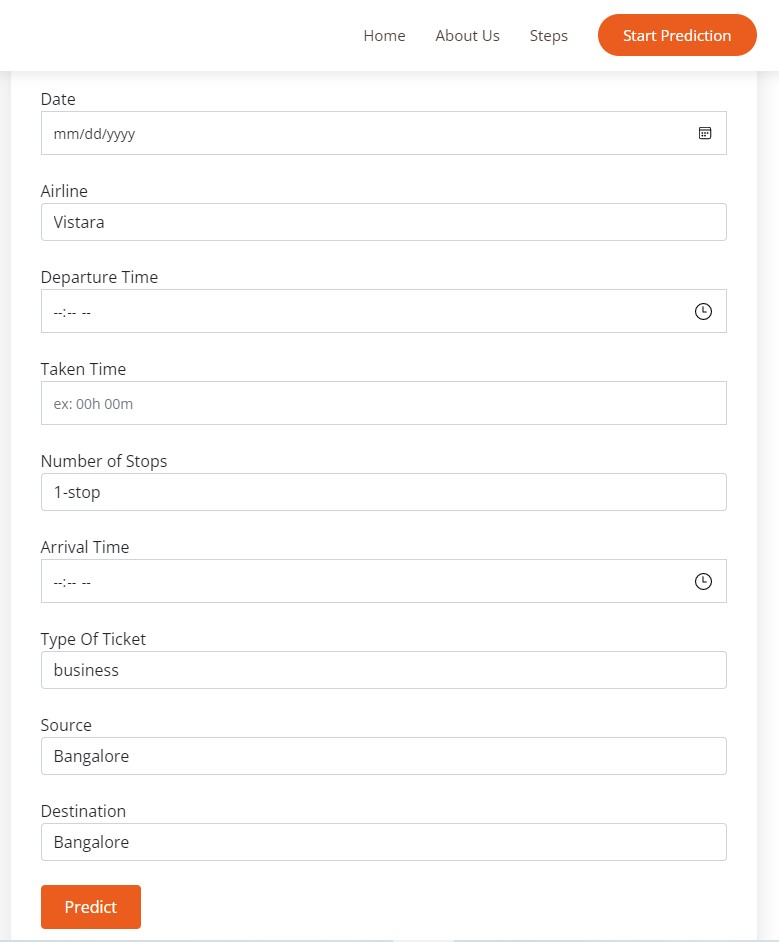 Home About Us Steps Start Prediction
Date
mm/dd/yyyy
Airline
Vistara
Departure Time
--:-- --
Taken Time
ex: 00h 00m
Number of Stops
1-stop
Arrival Time
--:-- --
Type Of Ticket
business
Source
Bangalore
Destination
Bangalore
Predict